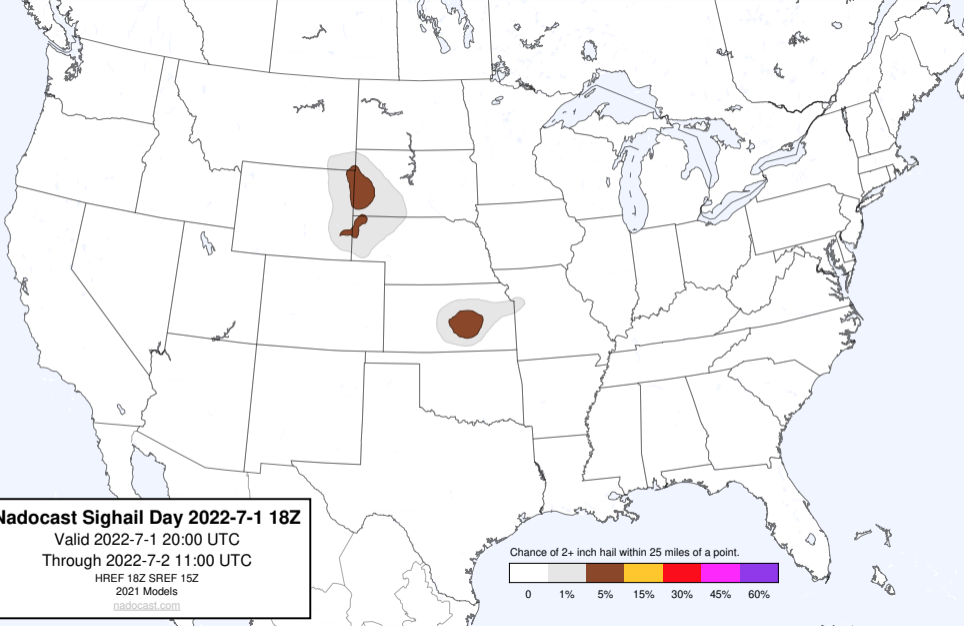 Nadocast Sighail Day 2022-7-1 18Z
Valid 2022-7-1 20:00 UTC
Through 2022-7-2 11:00 UTC
HREF 18Z SREF 15Z
2021 Models
nadocast.com
Chance of 2+ inch hail within 25 miles of a point.
0 1% 5% 15% 30% 45% 60%